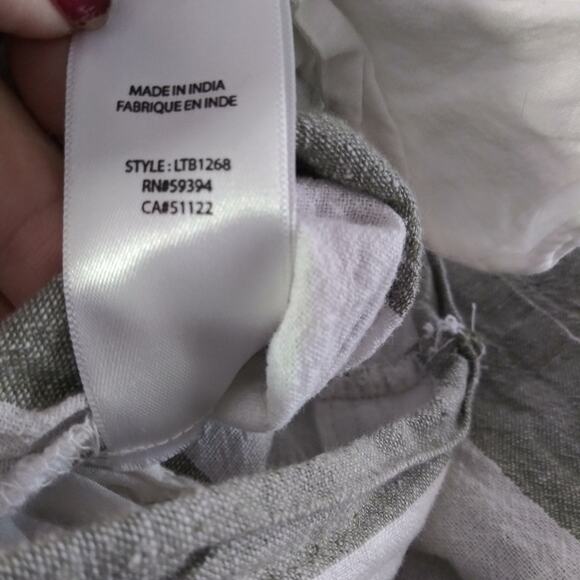 MADE IN INDIA
FABRIQUE EN INDE
STYLE : LTB1268
RN#59394
CA#51122